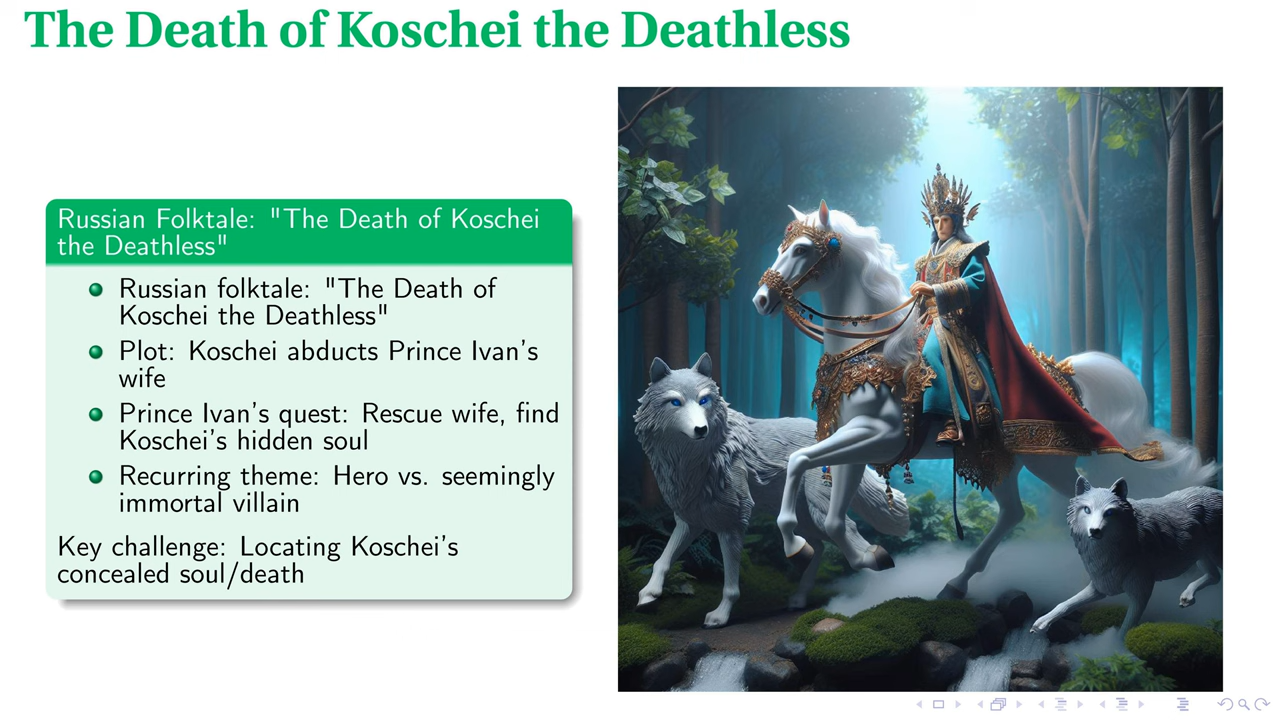 The Death of Koschei the Deathless
Russian Folktale: "The Death of Koschei
the Deathless"
Russian folktale: "The Death of
Koschei the Deathless"
Plot: Koschei abducts Prince Ivan's
wife
Prince Ivan's quest: Rescue wife, find
Koschei's hidden soul
Recurring theme: Hero vs. seemingly
immortal villain
Key challenge: Locating Koschei's
concealed soul/death